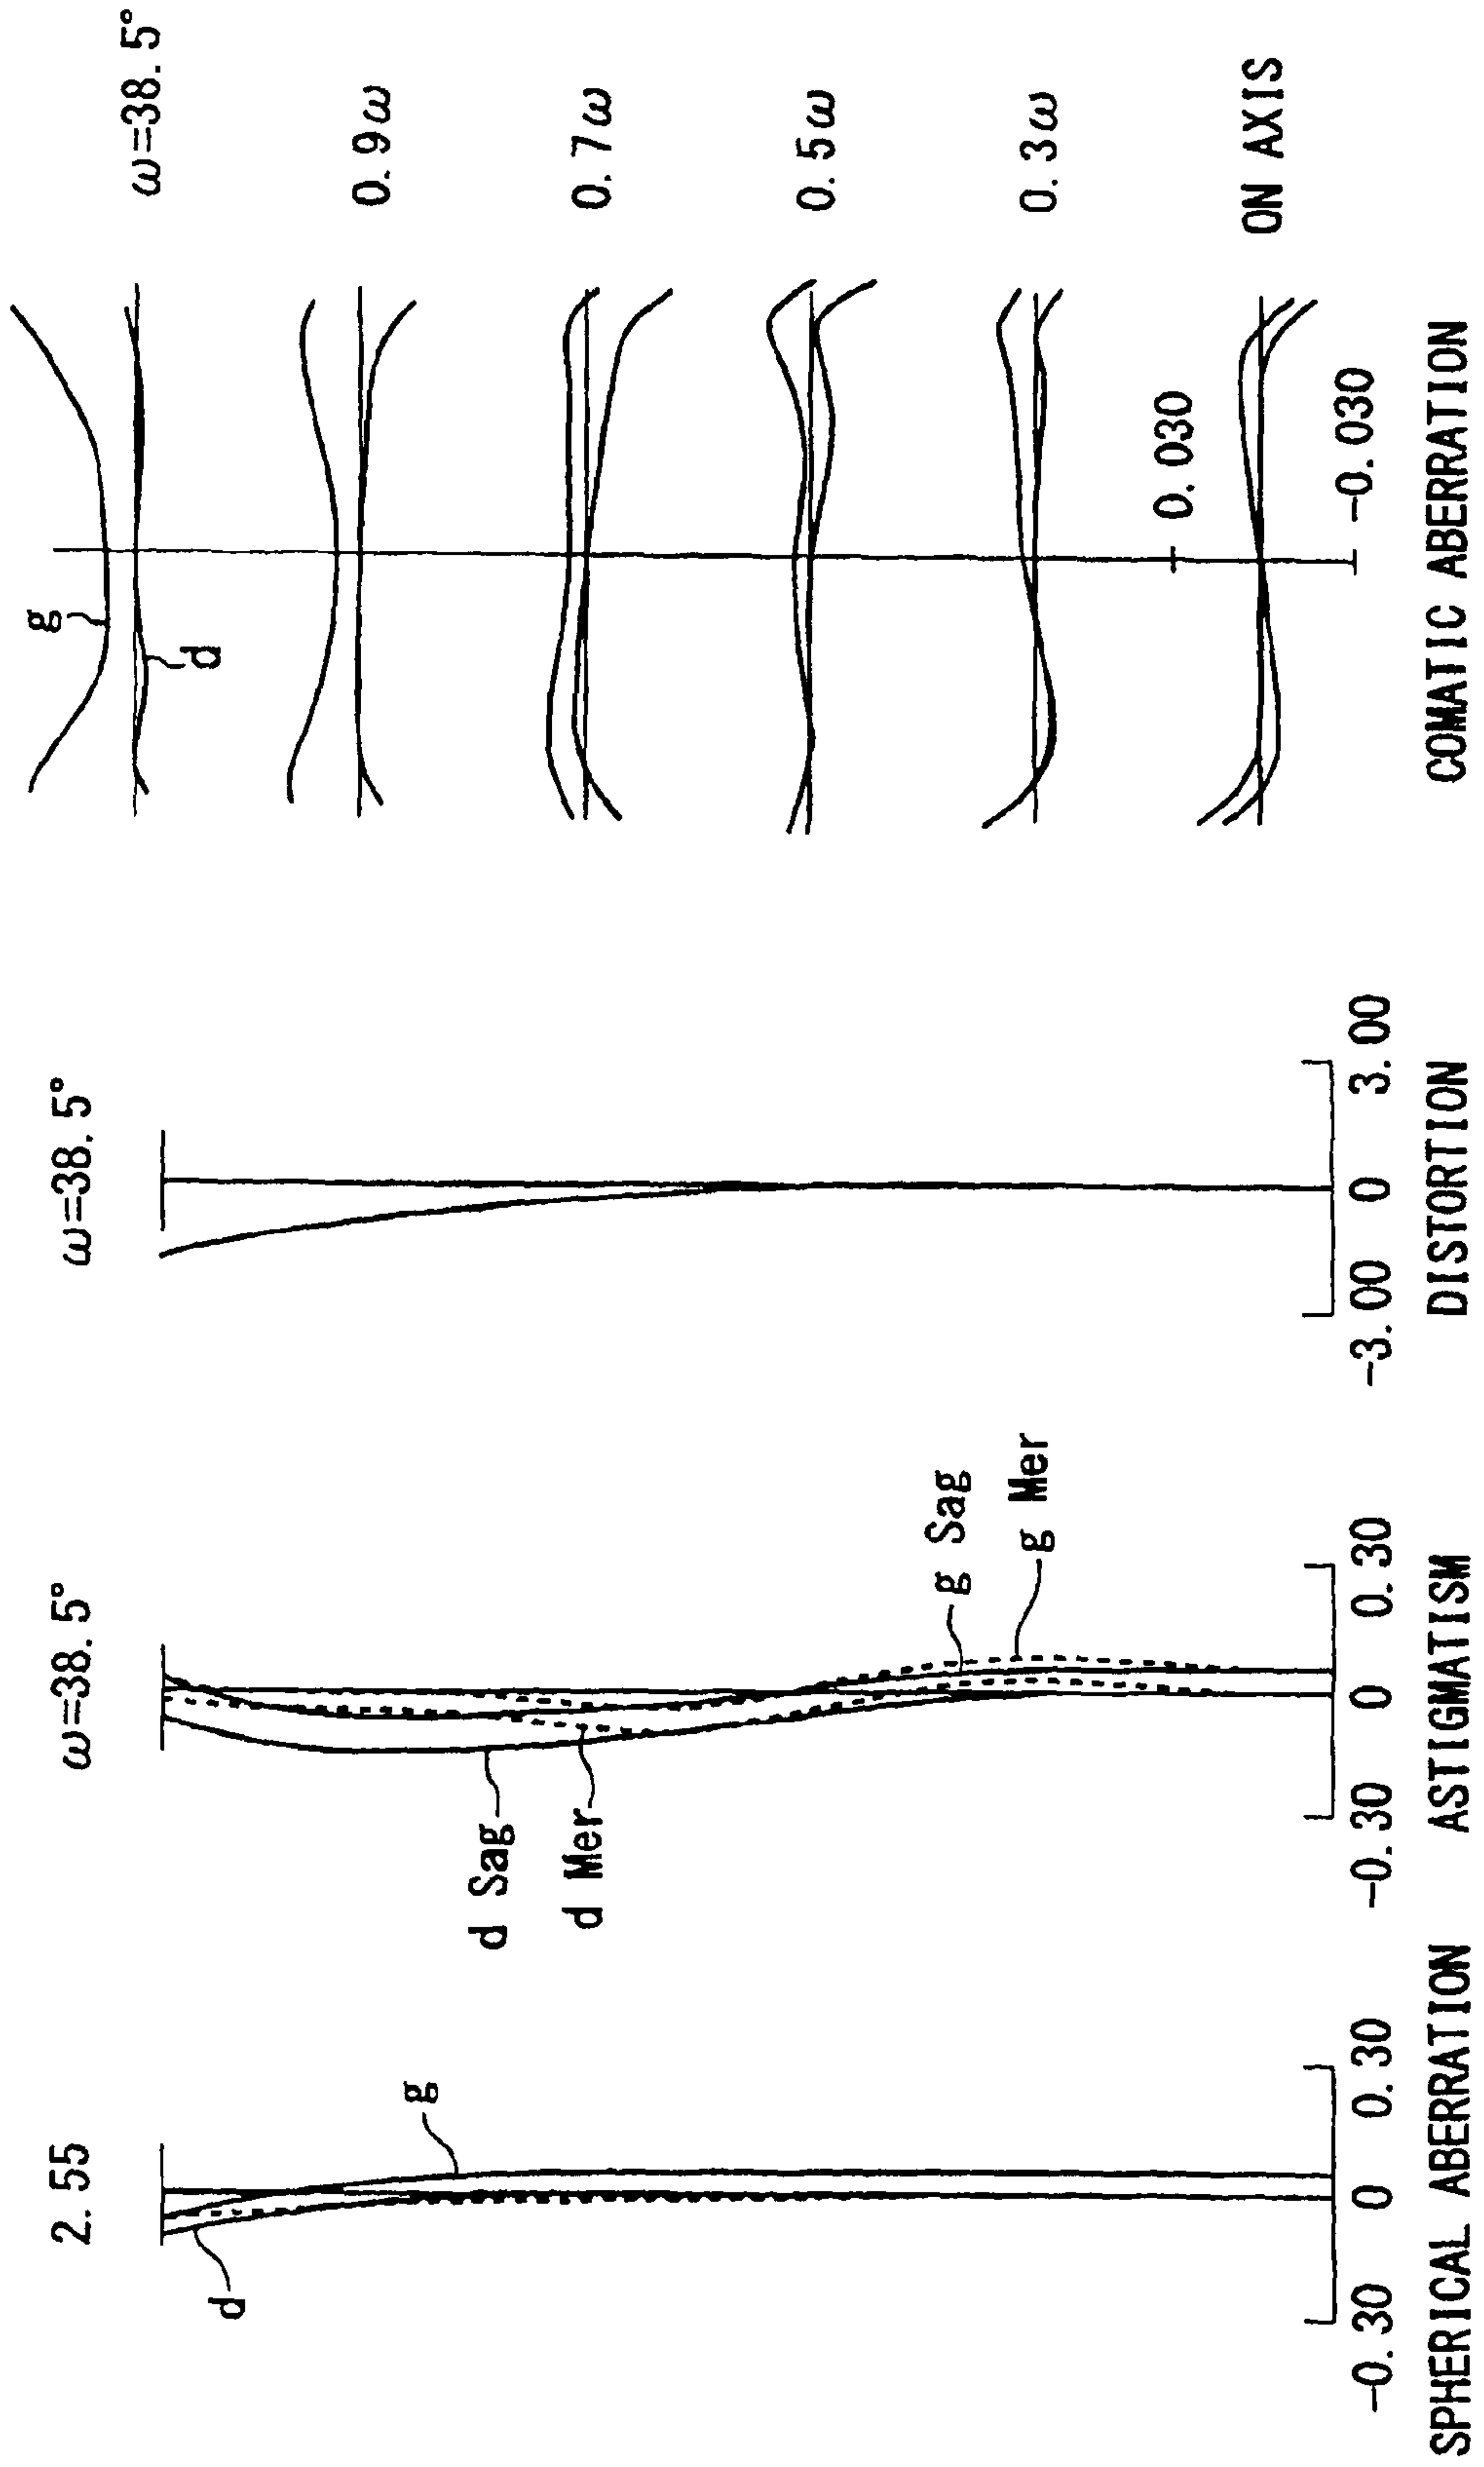 2.55
g
d
-0.30
0
0.30
SPHERICAL ABERRATION
ω=38.5°
d Sag
d Mer
g Sag
g Mer
-0.30
0
0.30
ASTIGMATISM
ω=38.5°
-3.00
0
3.00
DISTORTION
g
d
ω=38.5°
0.9ω
0.7ω
0.5ω
0.3ω
0.030
ON AXIS
-0.030
COMATIC ABERRATION